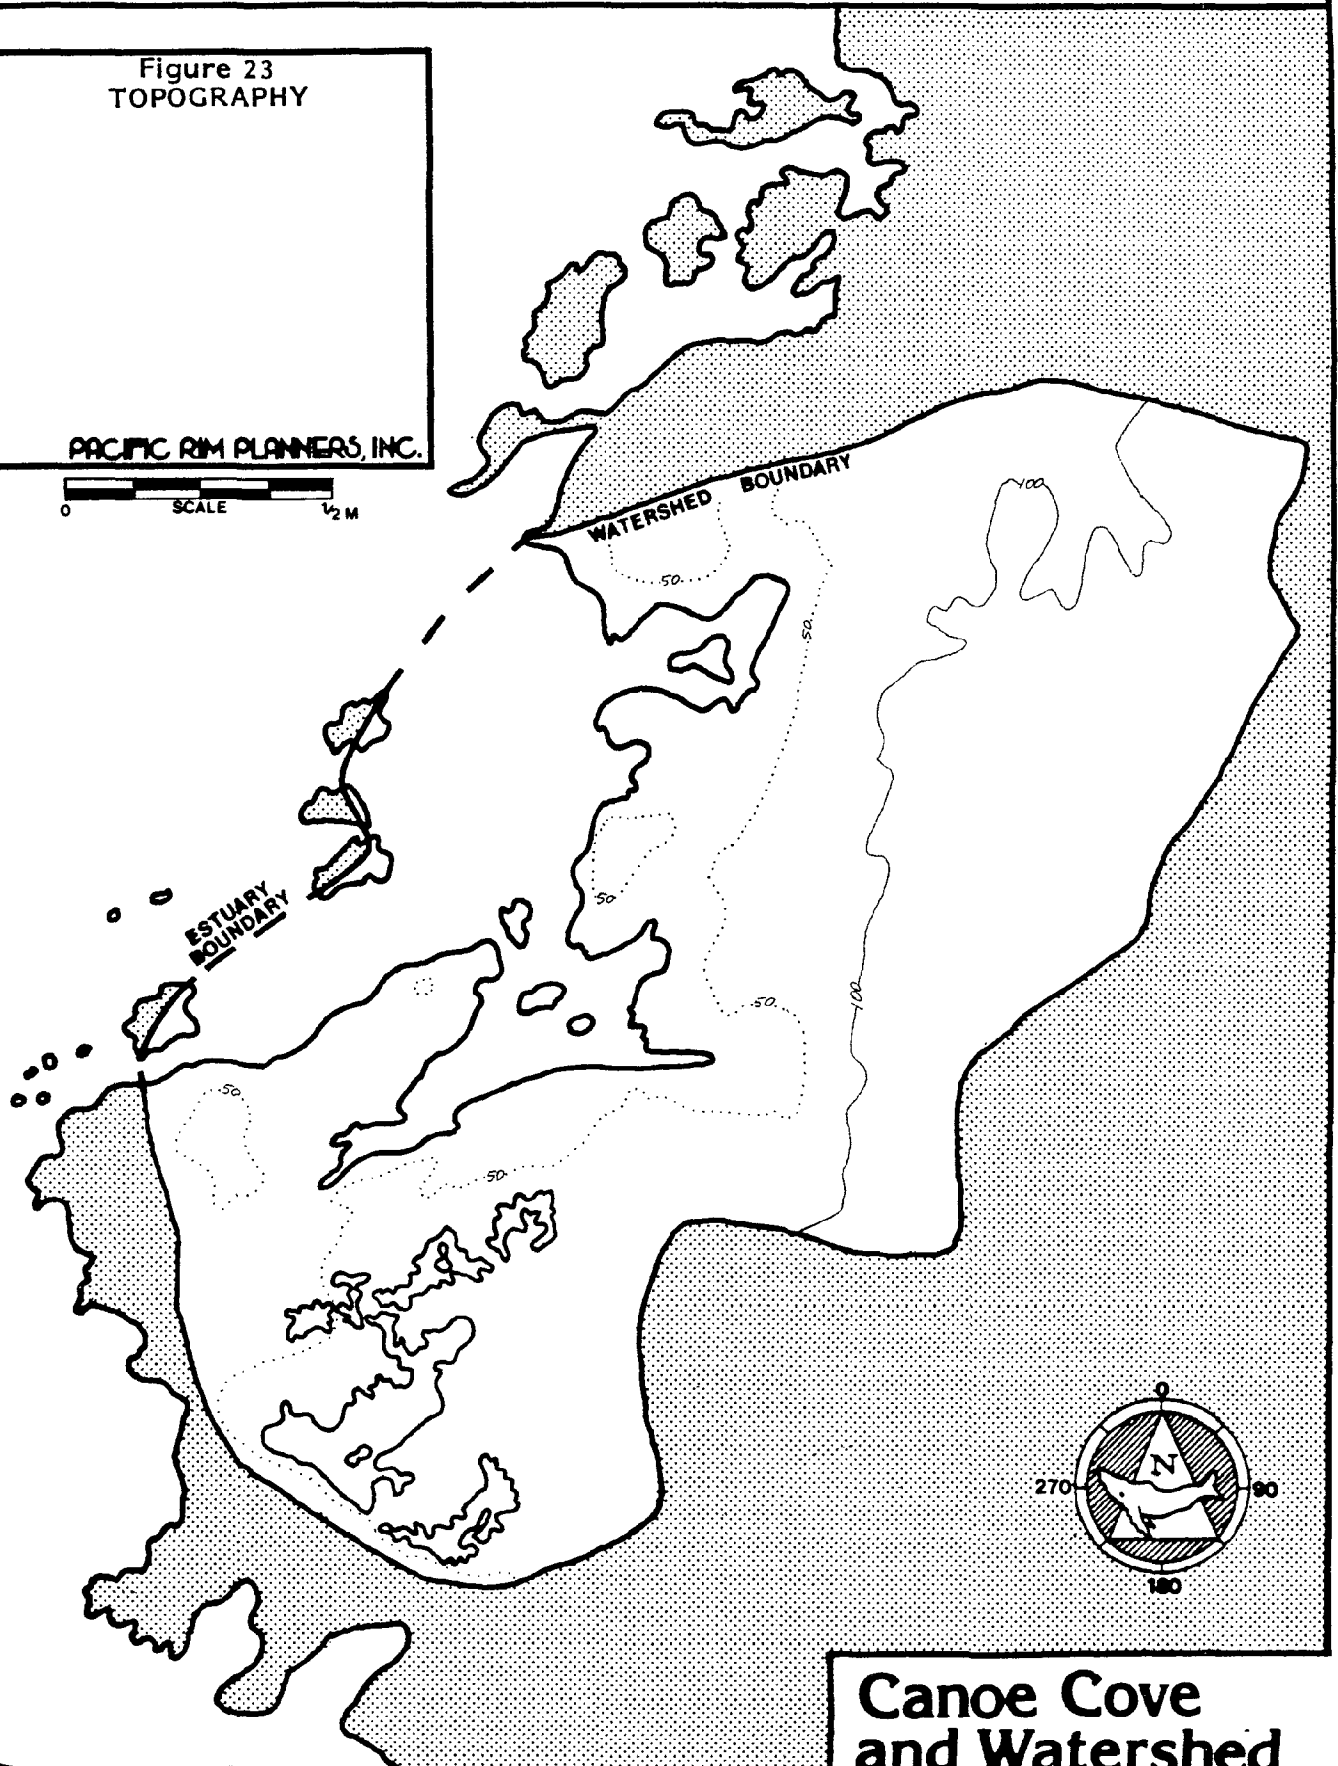 Figure 23
TOPOGRAPHY
PACIFIC RIM PLANNERS, INC.
0 SCALE 1/2 M
WATERSHED BOUNDARY
100
50
50
50
ESTUARY
BOUNDARY
50
100
50
50
0
N
270 90
180
Canoe Cove
and Watershed